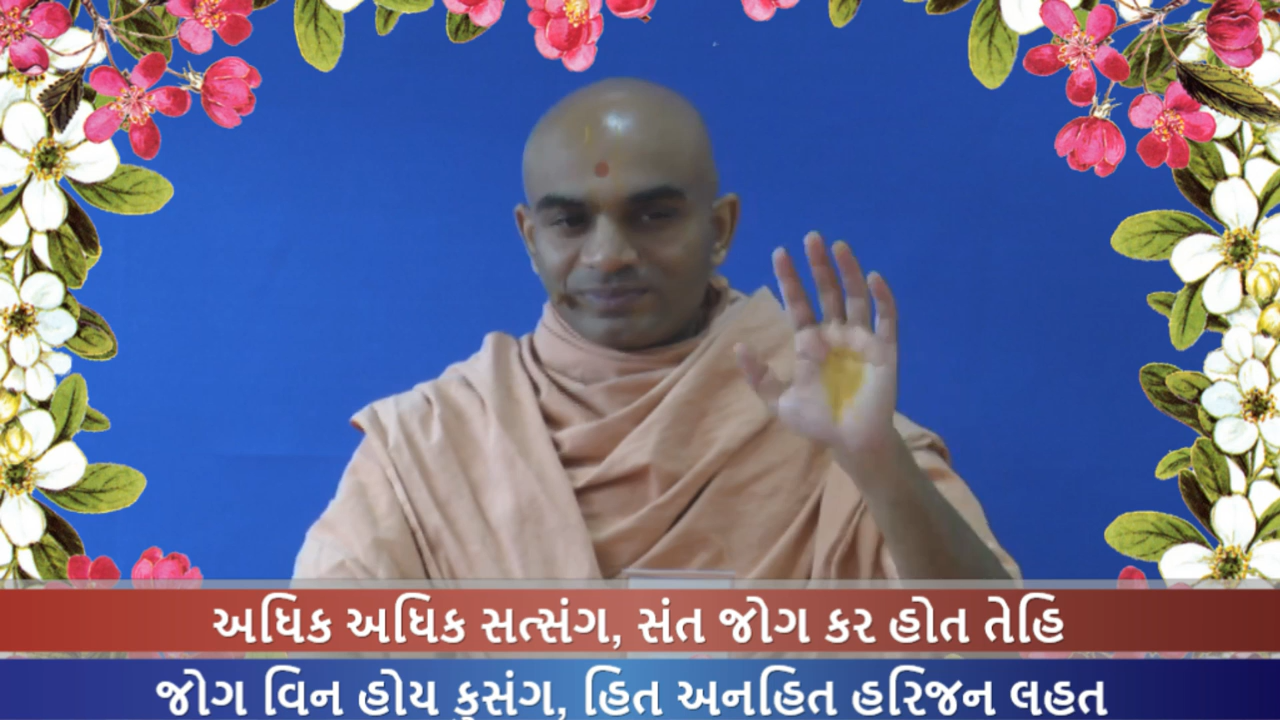 અધિક અધિક સત્સંગ, સંત જોગ કર હોત તેહિ
જોગ વિન હોય કુસંગ, હિત અનહિત હરિજન લહત